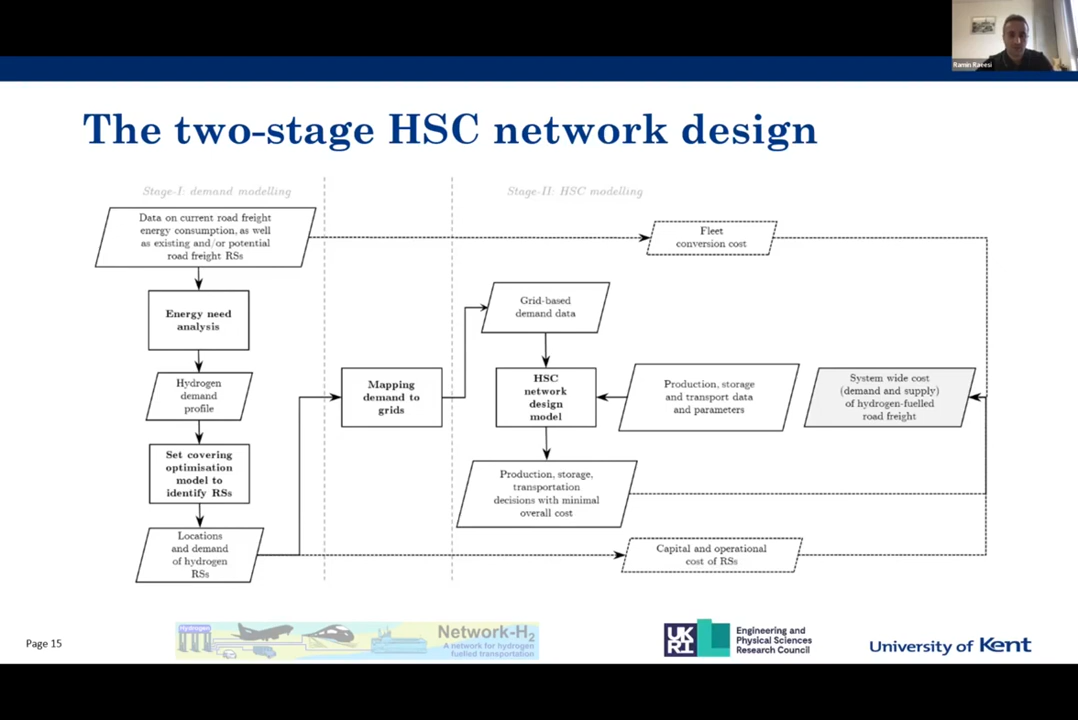 Ramin Raeesi
The two-stage HSC network design
Stage-I: demand modelling
Stage-II: HSC modelling
Data on current road freight
energy consumption, as well
as existing and/or potential
road freight RSs
Fleet
conversion cost
Energy need
analysis
Grid-based
demand data
Hydrogen
demand
profile
Mapping
demand to
grids
HSC
network
design
model
Production, storage
and transport data
and parameters
System wide cost
(demand and supply)
of hydrogen-fuelled
road freight
Set covering
optimisation
model to
identify RSs
Production, storage,
transportation
decisions with minimal
overall cost
Locations
and demand
of hydrogen
RSs
Capital and operational
cost of RSs
Page 15
Hydrogen
Network-H2
A network for hydrogen
fuelled transportation
UK
RI
Engineering and
Physical Sciences
Research Council
University of Kent